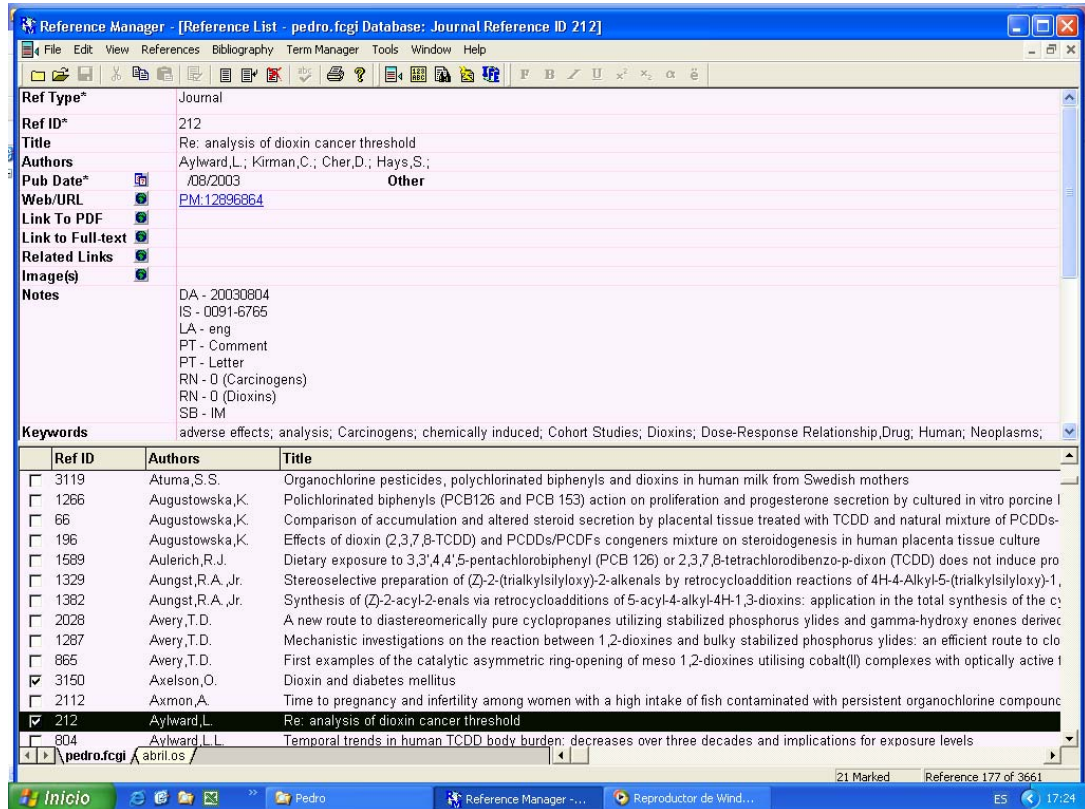 Reference Manager - [Reference List - pedro.fcgi Database: Journal Reference ID 212]
File Edit View References Bibliography Term Manager Tools Window Help
F B Z U x² x₂ α ë
Ref Type* Journal
Ref ID* 212
Title Re: analysis of dioxin cancer threshold
Authors Aylward,L.; Kirman,C.; Cher,D.; Hays,S.;
Pub Date* /08/2003 Other
Web/URL PM:12896864
Link To PDF
Link to Full-text
Related Links
Image(s)
Notes DA - 20030804
IS - 0091-6765
LA - eng
PT - Comment
PT - Letter
RN - 0 (Carcinogens)
RN - 0 (Dioxins)
SB - IM
Keywords adverse effects; analysis; Carcinogens; chemically induced; Cohort Studies; Dioxins; Dose-Response Relationship,Drug; Human; Neoplasms;
Ref ID Authors Title
3119 Atuma,S.S. Organochlorine pesticides, polychlorinated biphenyls and dioxins in human milk from Swedish mothers
1266 Augustowska,K. Polichlorinated biphenyls (PCB126 and PCB 153) action on proliferation and progesterone secretion by cultured in vitro porcine l
66 Augustowska,K. Comparison of accumulation and altered steroid secretion by placental tissue treated with TCDD and natural mixture of PCDDs-
196 Augustowska,K. Effects of dioxin (2,3,7,8-TCDD) and PCDDs/PCDFs congeners mixture on steroidogenesis in human placenta tissue culture
1589 Aulerich,R.J. Dietary exposure to 3,3',4,4',5-pentachlorobiphenyl (PCB 126) or 2,3,7,8-tetrachlorodibenzo-p-dixon (TCDD) does not induce pro
1329 Aungst,R.A.,Jr. Stereoselective preparation of (Z)-2-(trialkylsilyloxy)-2-alkenals by retrocycloaddition reactions of 4H-4-Alkyl-5-(trialkylsilyloxy)-1,
1382 Aungst,R.A.,Jr. Synthesis of (Z)-2-acyl-2-enals via retrocycloadditions of 5-acyl-4-alkyl-4H-1,3-dioxins: application in the total synthesis of the cy
2028 Avery,T.D. A new route to diastereomerically pure cyclopropanes utilizing stabilized phosphorus ylides and gamma-hydroxy enones derived
1287 Avery,T.D. Mechanistic investigations on the reaction between 1,2-dioxines and bulky stabilized phosphorus ylides: an efficient route to clo
865 Avery,T.D. First examples of the catalytic asymmetric ring-opening of meso 1,2-dioxines utilising cobalt(II) complexes with optically active t
3150 Axelson,O. Dioxin and diabetes mellitus
2112 Axmon,A. Time to pregnancy and infertility among women with a high intake of fish contaminated with persistent organochlorine compound
212 Aylward,L. Re: analysis of dioxin cancer threshold
804 Aylward,L.L. Temporal trends in human TCDD body burden: decreases over three decades and implications for exposure levels
pedro.fcgi abril.os
21 Marked Reference 177 of 3661
Inicio Pedro Reference Manager -... Reproductor de Wind... ES 17:24